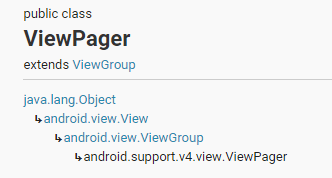 public class
ViewPager
extends ViewGroup
java.lang.Object
↳android.view.View
↳android.view.ViewGroup
↳android.support.v4.view.ViewPager